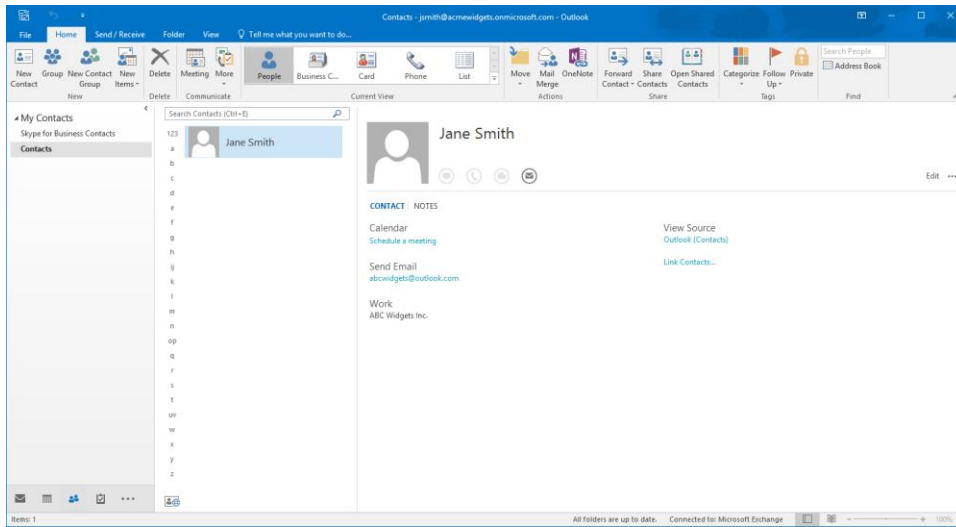 Contacts - jsmith@acmewidgets.onmicrosoft.com - Outlook
File Home Send / Receive Folder View Tell me what you want to do...
New Contact
Group
New Contact Group
New Items
Delete
Meeting
More
People
Business C...
Card
Phone
List
Move
Mail Merge
OneNote
Forward Contact
Share Contacts
Open Shared Contacts
Categorize
Follow Up
Private
Search People
Address Book
New Delete Communicate Current View Actions Share Tags Find
My Contacts
Skype for Business Contacts
Contacts
Search Contacts (Ctrl+E)
123
a
b
c
d
e
f
g
h
ij
k
l
m
n
op
q
r
s
t
uv
w
x
y
z
Jane Smith
Jane Smith
Edit ...
CONTACT | NOTES
Calendar
Schedule a meeting
Send Email
abcwidgets@outlook.com
Work
ABC Widgets Inc.
View Source
Outlook (Contacts)
Link Contacts...
Items: 1
All folders are up to date. Connected to: Microsoft Exchange 100%